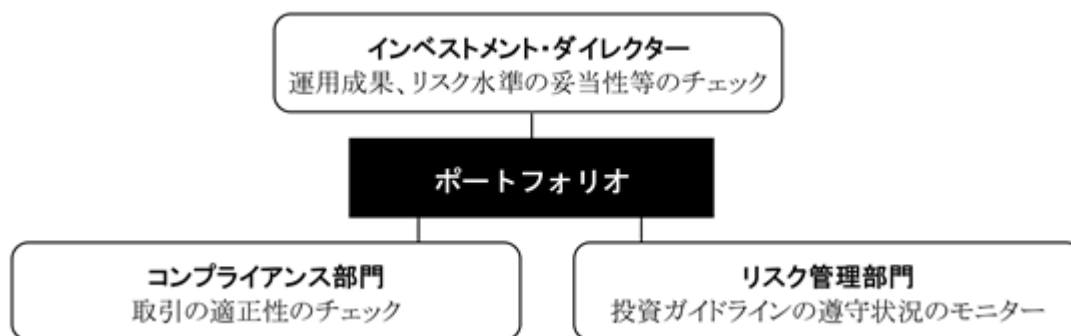 インベストメント・ダイレクター
運用成果、リスク水準の妥当性等のチェック
ポートフォリオ
コンプライアンス部門
取引の適正性のチェック
リスク管理部門
投資ガイドラインの遵守状況のモニター